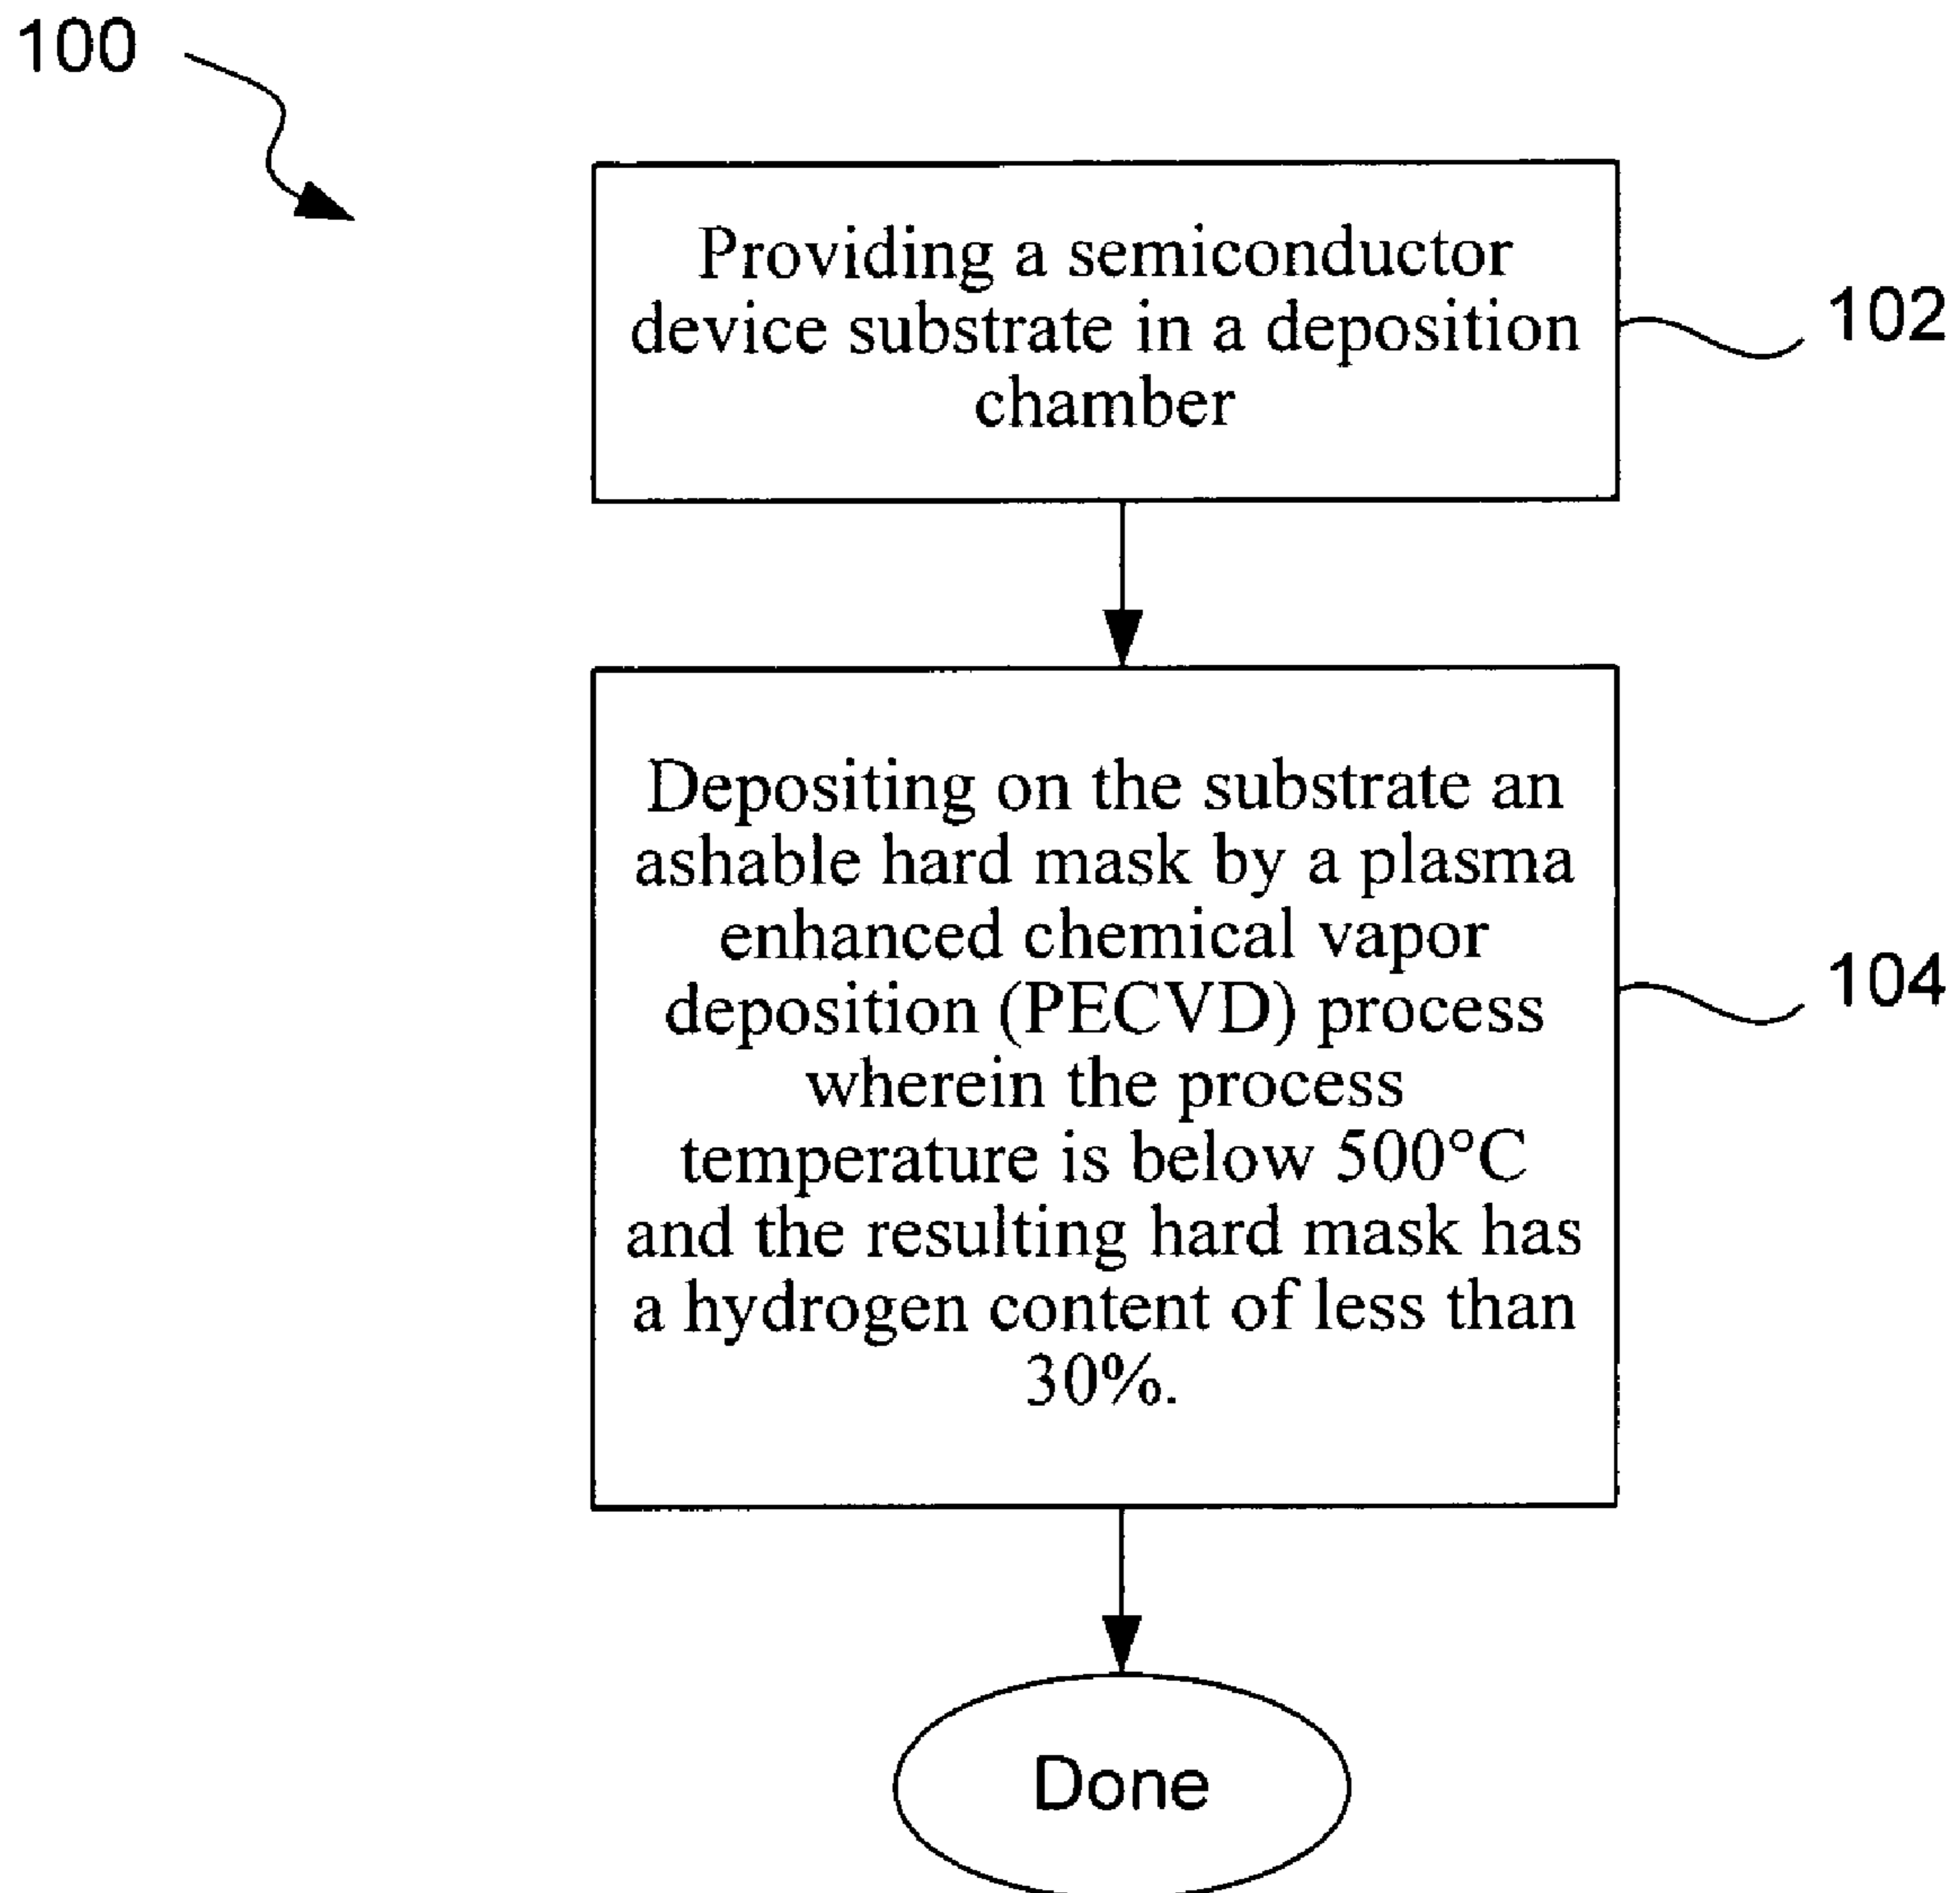 100
Providing a semiconductor
device substrate in a deposition
chamber
102
Depositing on the substrate an
ashable hard mask by a plasma
enhanced chemical vapor
deposition (PECVD) process
wherein the process
temperature is below 500°C
and the resulting hard mask has
a hydrogen content of less than
30%.
104
Done